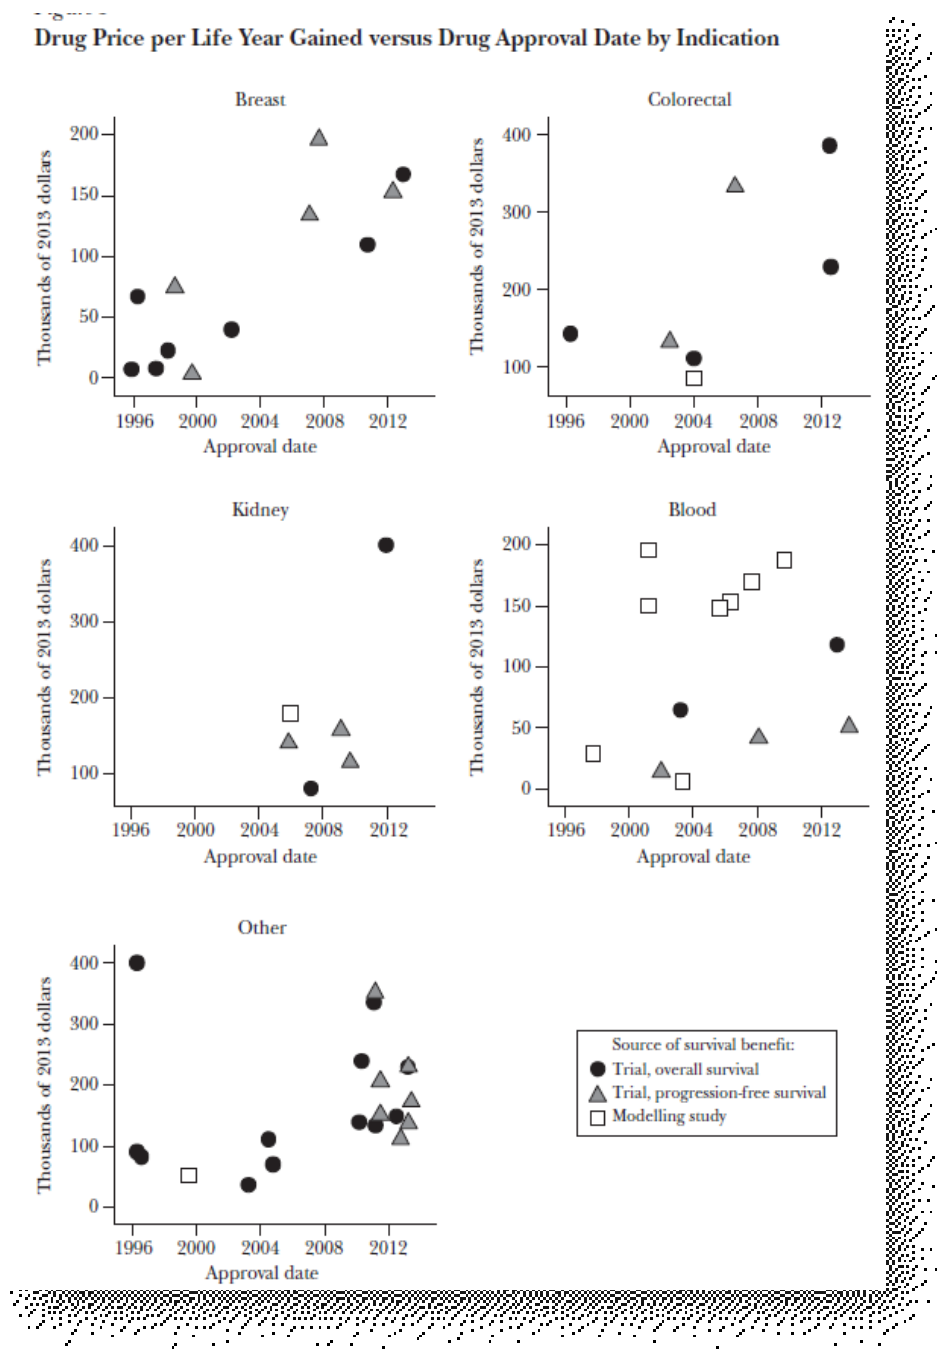 Drug Price per Life Year Gained versus Drug Approval Date by Indication
Breast
Thousands of 2013 dollars
200
150
100
50
0
1996 2000 2004 2008 2012
Approval date
Colorectal
Thousands of 2013 dollars
400
300
200
100
1996 2000 2004 2008 2012
Approval date
Kidney
Thousands of 2013 dollars
400
300
200
100
1996 2000 2004 2008 2012
Approval date
Blood
Thousands of 2013 dollars
200
150
100
50
0
1996 2000 2004 2008 2012
Approval date
Other
Thousands of 2013 dollars
400
300
200
100
0
1996 2000 2004 2008 2012
Approval date
Source of survival benefit:
Trial, overall survival
Trial, progression-free survival
Modelling study